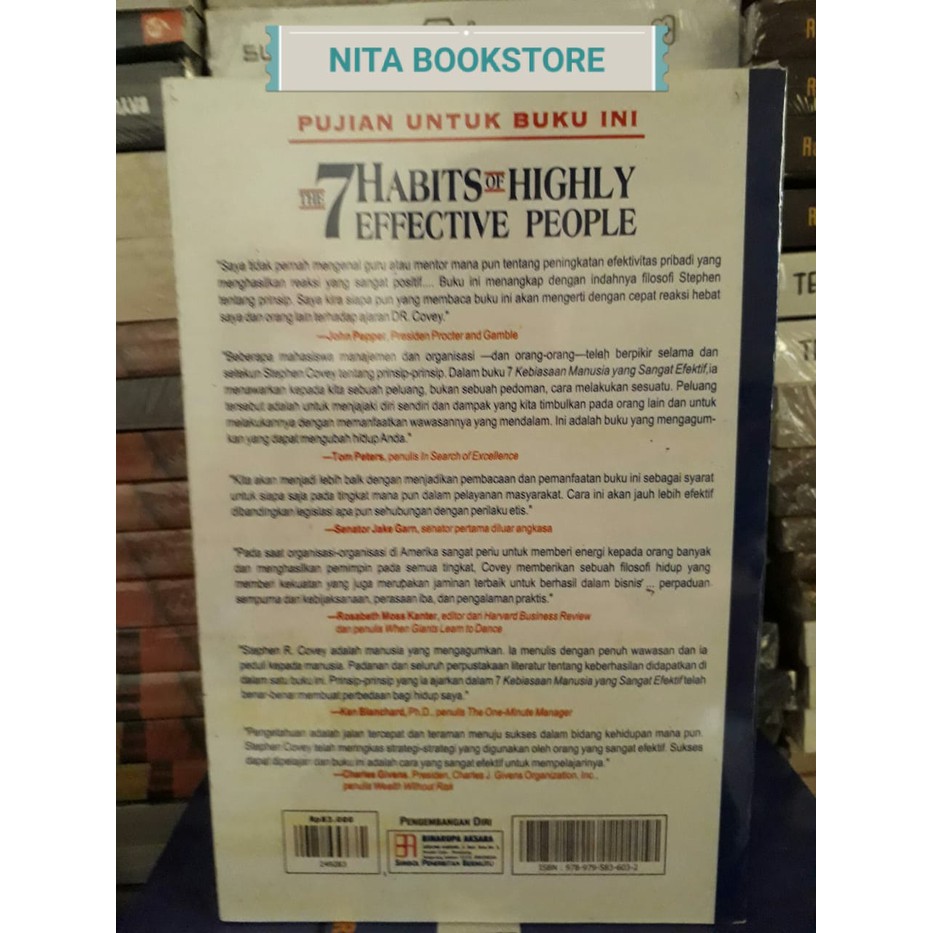 NITA BOOKSTORE
PUJIAN UNTUK BUKU INI
THE 7 HABITS OF HIGHLY
EFFECTIVE PEOPLE
"Saya tidak pernah mengenal guru atau mentor mana pun tentang peningkatan efektivitas pribadi yang
menghasilkan reaksi yang sangat positif.... Buku ini menangkap dengan indahnya filosofi Stephen
tentang prinsip. Saya kira siapa pun yang membaca buku ini akan mengerti dengan cepat reaksi hebat
saya dan orang lain terhadap ajaran DR. Covey."
—John Pepper, Presiden Procter and Gamble
"Beberapa mahasiswa manajemen dan organisasi —dan orang-orang—telah berpikir selama dan
setekun Stephen Covey tentang prinsip-prinsip. Dalam buku 7 Kebiasaan Manusia yang Sangat Efektif, ia
menawarkan kepada kita sebuah peluang, bukan sebuah pedoman, cara melakukan sesuatu. Peluang
tersebut adalah untuk menjajaki diri sendiri dan dampak yang kita timbulkan pada orang lain dan untuk
melakukannya dengan memanfaatkan wawasannya yang mendalam. Ini adalah buku yang mengagum-
kan yang dapat mengubah hidup Anda."
—Tom Peters, penulis In Search of Excellence
"Kita akan menjadi lebih baik dengan menjadikan pembacaan dan pemanfaatan buku ini sebagai syarat
untuk siapa saja pada tingkat mana pun dalam pelayanan masyarakat. Cara ini akan jauh lebih efektif
dibandingkan legislasi apa pun sehubungan dengan perilaku etis."
—Senator Jake Garn, senator pertama diluar angkasa
"Pada saat organisasi-organisasi di Amerika sangat perlu untuk memberi energi kepada orang banyak
dan menghasilkan pemimpin pada semua tingkat, Covey memberikan sebuah filosofi hidup yang
memberi kekuatan yang juga merupakan jaminan terbaik untuk berhasil dalam bisnis ... perpaduan
sempurna dari kebijaksanaan, perasaan iba, dan pengalaman praktis."
—Rosabeth Moss Kanter, editor dari Harvard Business Review
dan penulis When Giants Learn to Dance
"Stephen R. Covey adalah manusia yang mengagumkan. Ia menulis dengan penuh wawasan dan ia
peduli kepada manusia. Padanan dari seluruh perpustakaan literatur tentang keberhasilan didapatkan di
dalam satu buku ini. Prinsip-prinsip yang ia ajarkan dalam 7 Kebiasaan Manusia yang Sangat Efektif telah
benar-benar membuat perbedaan bagi hidup saya."
—Ken Blanchard, Ph.D., penulis The One-Minute Manager
"Pengetahuan adalah jalan tercepat dan teraman menuju sukses dalam bidang kehidupan mana pun.
Stephen Covey telah meringkas strategi-strategi yang digunakan oleh orang yang sangat efektif. Sukses
dapat dipelajari dan buku ini adalah cara yang sangat efektif untuk mempelajarinya."
—Charles Givens, Presiden, Charles J. Givens Organization, Inc.,
penulis Wealth Without Risk
Rp83.000
240283
PENGEMBANGAN DIRI
BINARUPA AKSARA
SIMBOL PENERBITAN BERMUTU
ISBN : 978-979-583-603-2